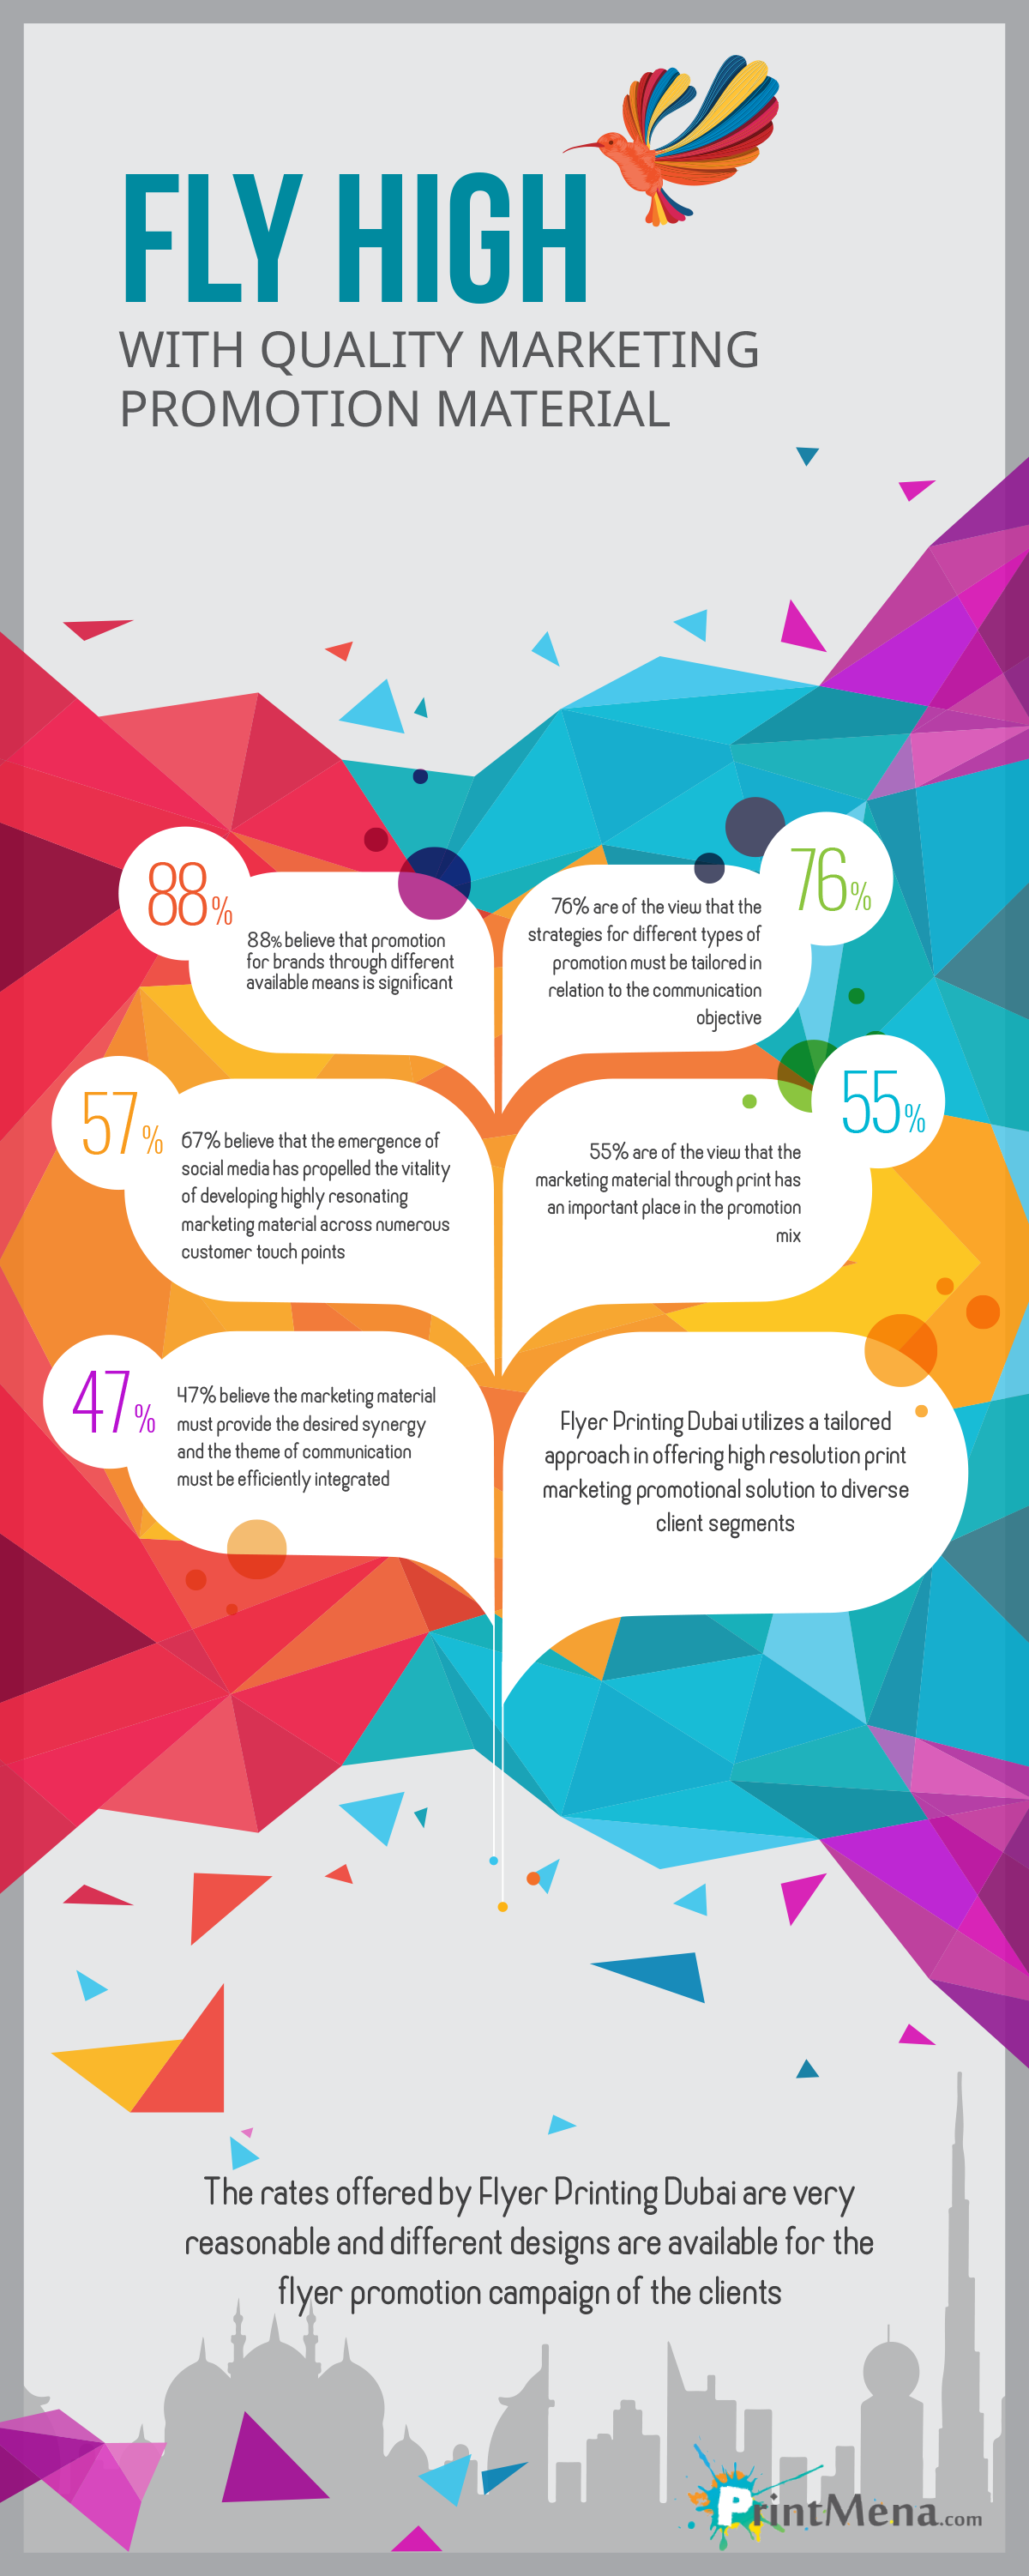 FLY HIGH
WITH QUALITY MARKETING
PROMOTION MATERIAL
88%
88% believe that promotion
for brands through different
available means is significant
76%
76% are of the view that the
strategies for different types of
promotion must be tailored in
relation to the communication
objective
57%
67% believe that the emergence of
social media has propelled the vitality
of developing highly resonating
marketing material across numerous
customer touch points
55%
55% are of the view that the
marketing material through print has
an important place in the promotion
mix
47%
47% believe the marketing material
must provide the desired synergy
and the theme of communication
must be efficiently integrated
Flyer Printing Dubai utilizes a tailored
approach in offering high resolution print
marketing promotional solution to diverse
client segments
The rates offered by Flyer Printing Dubai are very
reasonable and different designs are available for the
flyer promotion campaign of the clients
PrintMena.com